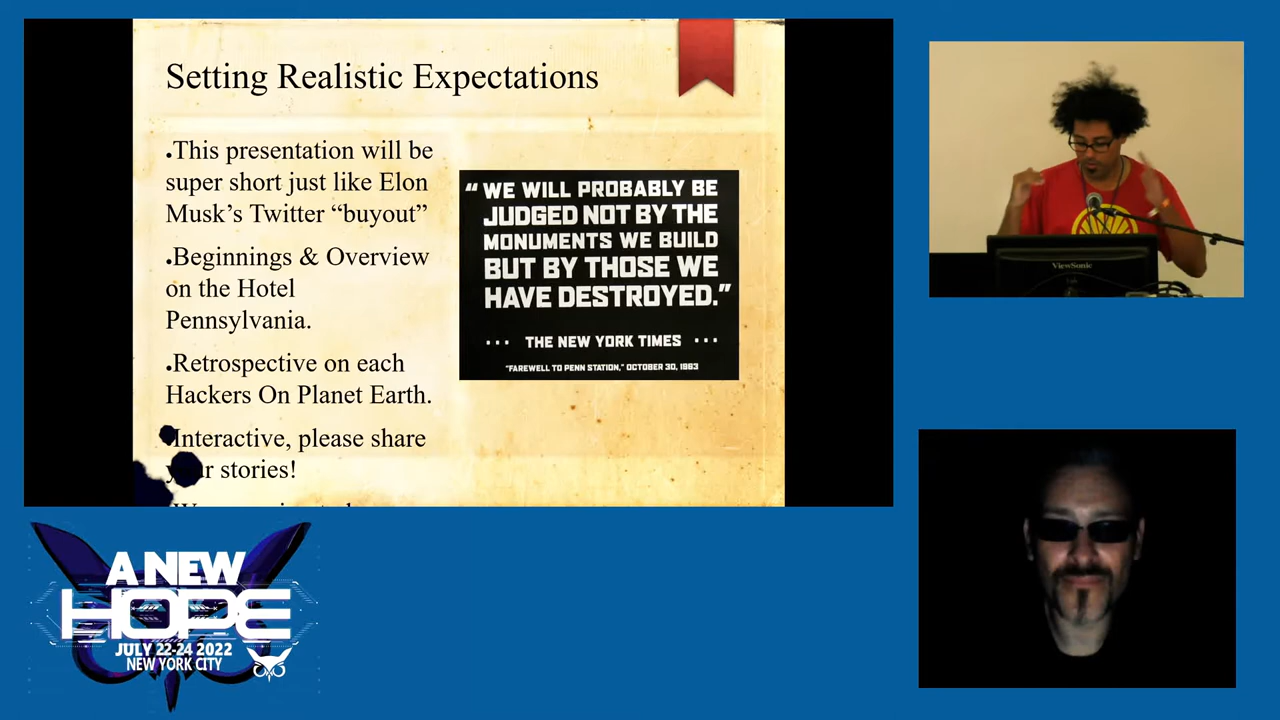 Setting Realistic Expectations
•This presentation will be
super short just like Elon
Musk’s Twitter “buyout”
•Beginnings & Overview
on the Hotel
Pennsylvania.
•Retrospective on each
Hackers On Planet Earth.
•Interactive, please share
your stories!
“WE WILL PROBABLY BE
JUDGED NOT BY THE
MONUMENTS WE BUILD
BUT BY THOSE WE
HAVE DESTROYED.”
··· THE NEW YORK TIMES ···
“FAREWELL TO PENN STATION,” OCTOBER 30, 1963
ViewSonic
A NEW
HOPE
JULY 22-24 2022
NEW YORK CITY